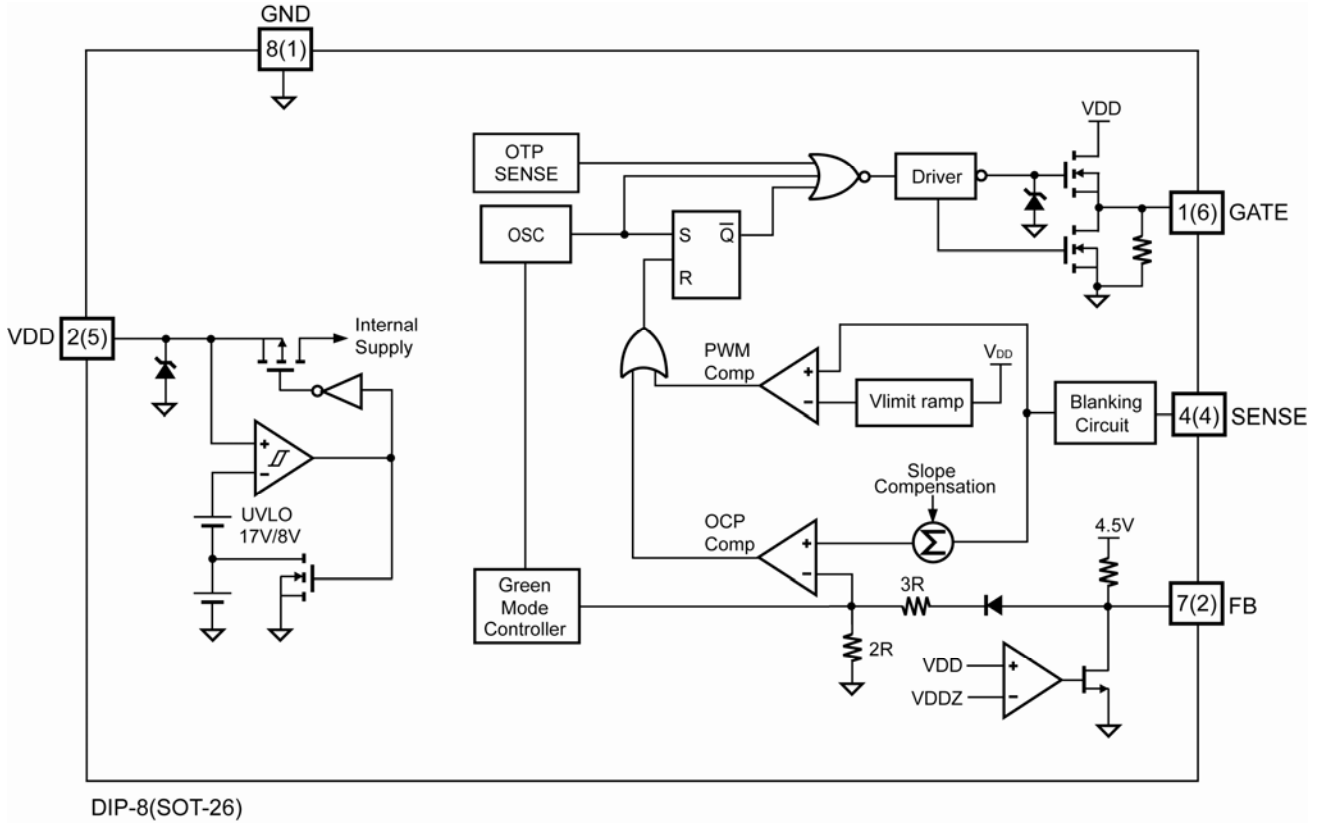 GND
8(1)
VDD
OTP
SENSE
Driver
1(6) GATE
OSC
S Q̅
R
VDD 2(5)
Internal
Supply
PWM
Comp
+
−
Vlimit ramp
VDD
Blanking
Circuit
4(4) SENSE
+
−
UVLO
17V/8V
Slope
Compensation
Σ
OCP
Comp
+
−
4.5V
Green
Mode
Controller
3R
7(2) FB
2R
VDD
+
VDDZ
−
DIP-8(SOT-26)